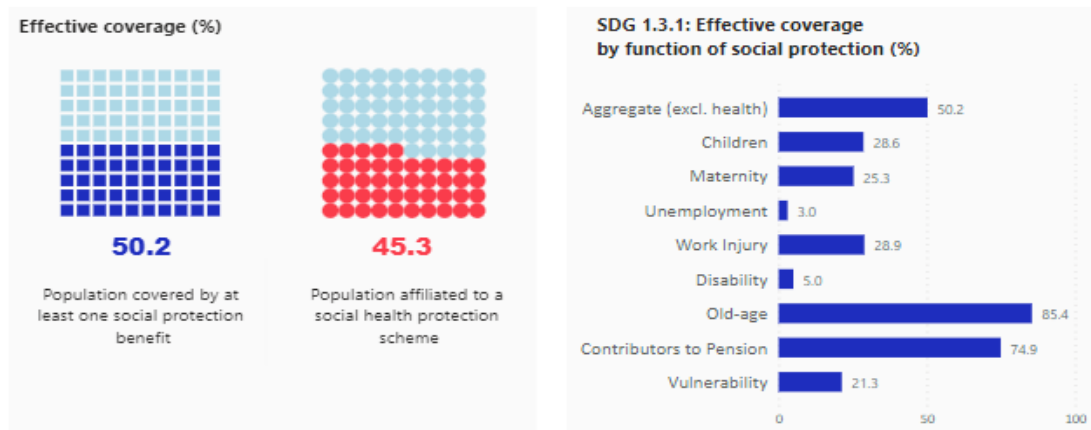 Effective coverage (%)
50.2
Population covered by at
least one social protection
benefit
45.3
Population affiliated to a
social health protection
scheme
SDG 1.3.1: Effective coverage
by function of social protection (%)
Aggregate (excl. health) 50.2
Children 28.6
Maternity 25.3
Unemployment 3.0
Work Injury 28.9
Disability 5.0
Old-age 85.4
Contributors to Pension 74.9
Vulnerability 21.3
0 50 100